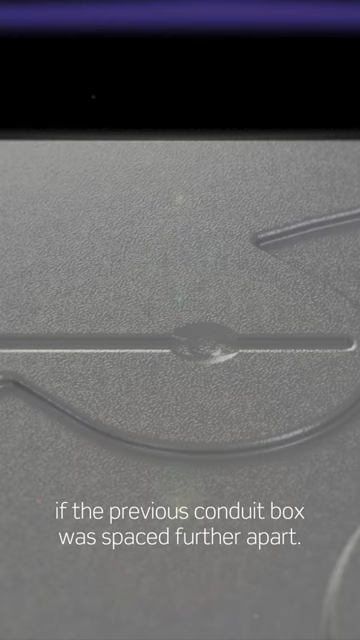 if the previous conduit box
was spaced further apart.